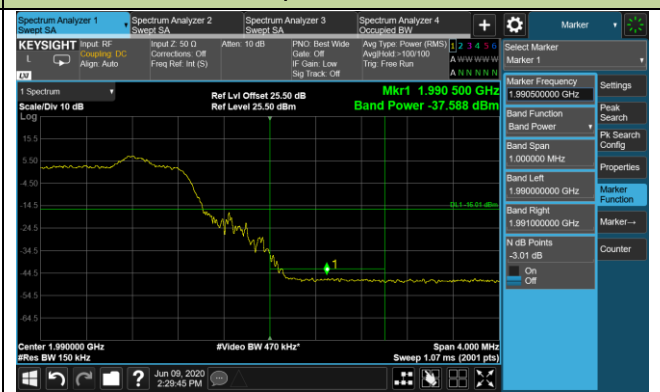 Spectrum Analyzer 1
Swept SA
Spectrum Analyzer 2
Swept SA
Spectrum Analyzer 3
Swept SA
Spectrum Analyzer 4
Occupied BW
+
Marker
KEYSIGHT
L
LXI
Input: RF
Coupling: DC
Align: Auto
Input Z: 50 Ω
Corrections: Off
Freq Ref: Int (S)
Atten: 10 dB
PNO: Best Wide
Gate: Off
IF Gain: Low
Sig Track: Off
Avg Type: Power (RMS)
Avg|Hold:>100/100
Trig: Free Run
1 2 3 4 5 6
A W W W W W
A N N N N N
Select Marker
Marker 1
1 Spectrum
Scale/Div 10 dB
Log
Ref Lvl Offset 25.50 dB
Ref Level 25.50 dBm
Mkr1 1.990 500 GHz
Band Power -37.588 dBm
15.5
5.50
-4.50
-14.5
-24.5
-34.5
-44.5
-54.5
-64.5
DL1 -16.01 dBm
1
Center 1.990000 GHz
#Res BW 150 kHz
#Video BW 470 kHz*
Span 4.000 MHz
Sweep 1.07 ms (2001 pts)
Marker Frequency
1.990500000 GHz
Band Function
Band Power
Band Span
1.000000 MHz
Band Left
1.990000000 GHz
Band Right
1.991000000 GHz
N dB Points
-3.01 dB
On
Off
Settings
Peak
Search
Pk Search
Config
Properties
Marker
Function
Marker→
Counter
?
Jun 09, 2020
2:29:45 PM